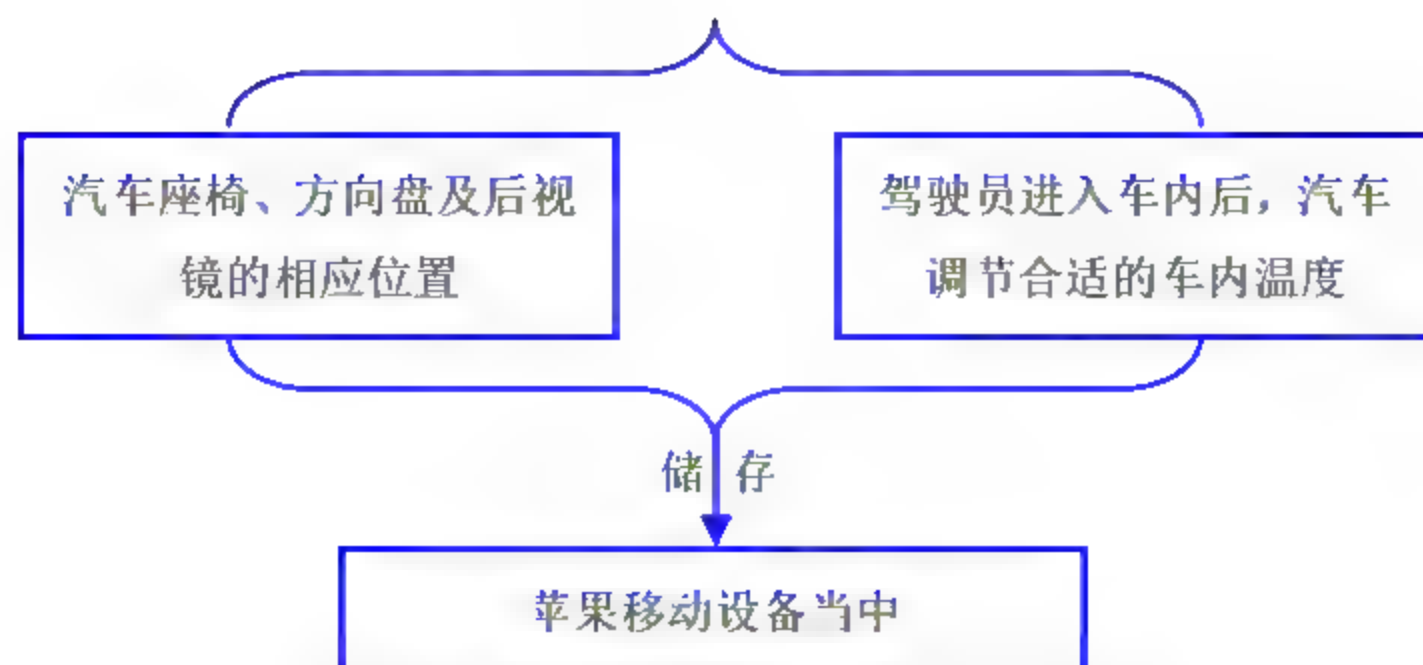 汽车座椅、方向盘及后视
镜的相应位置
驾驶员进入车内后，汽车
调节合适的车内温度
储 存
苹果移动设备当中